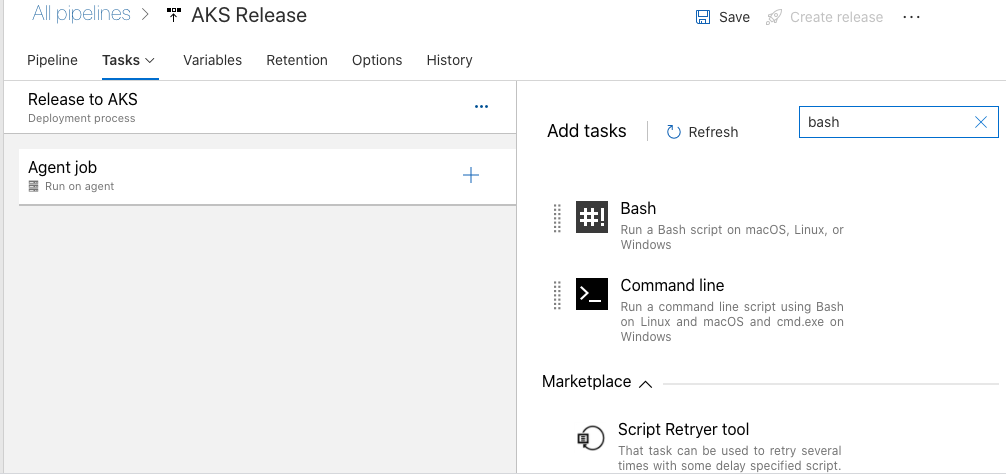 All pipelines > AKS Release
Save
Create release
...
Pipeline Tasks Variables Retention Options History
Release to AKS
Deployment process
...
Agent job
Run on agent
+
Add tasks
Refresh
bash
#!
Bash
Run a Bash script on macOS, Linux, or
Windows
>_
Command line
Run a command line script using Bash
on Linux and macOS and cmd.exe on
Windows
Marketplace
Script Retryer tool
That task can be used to retry several
times with some delay specified script.